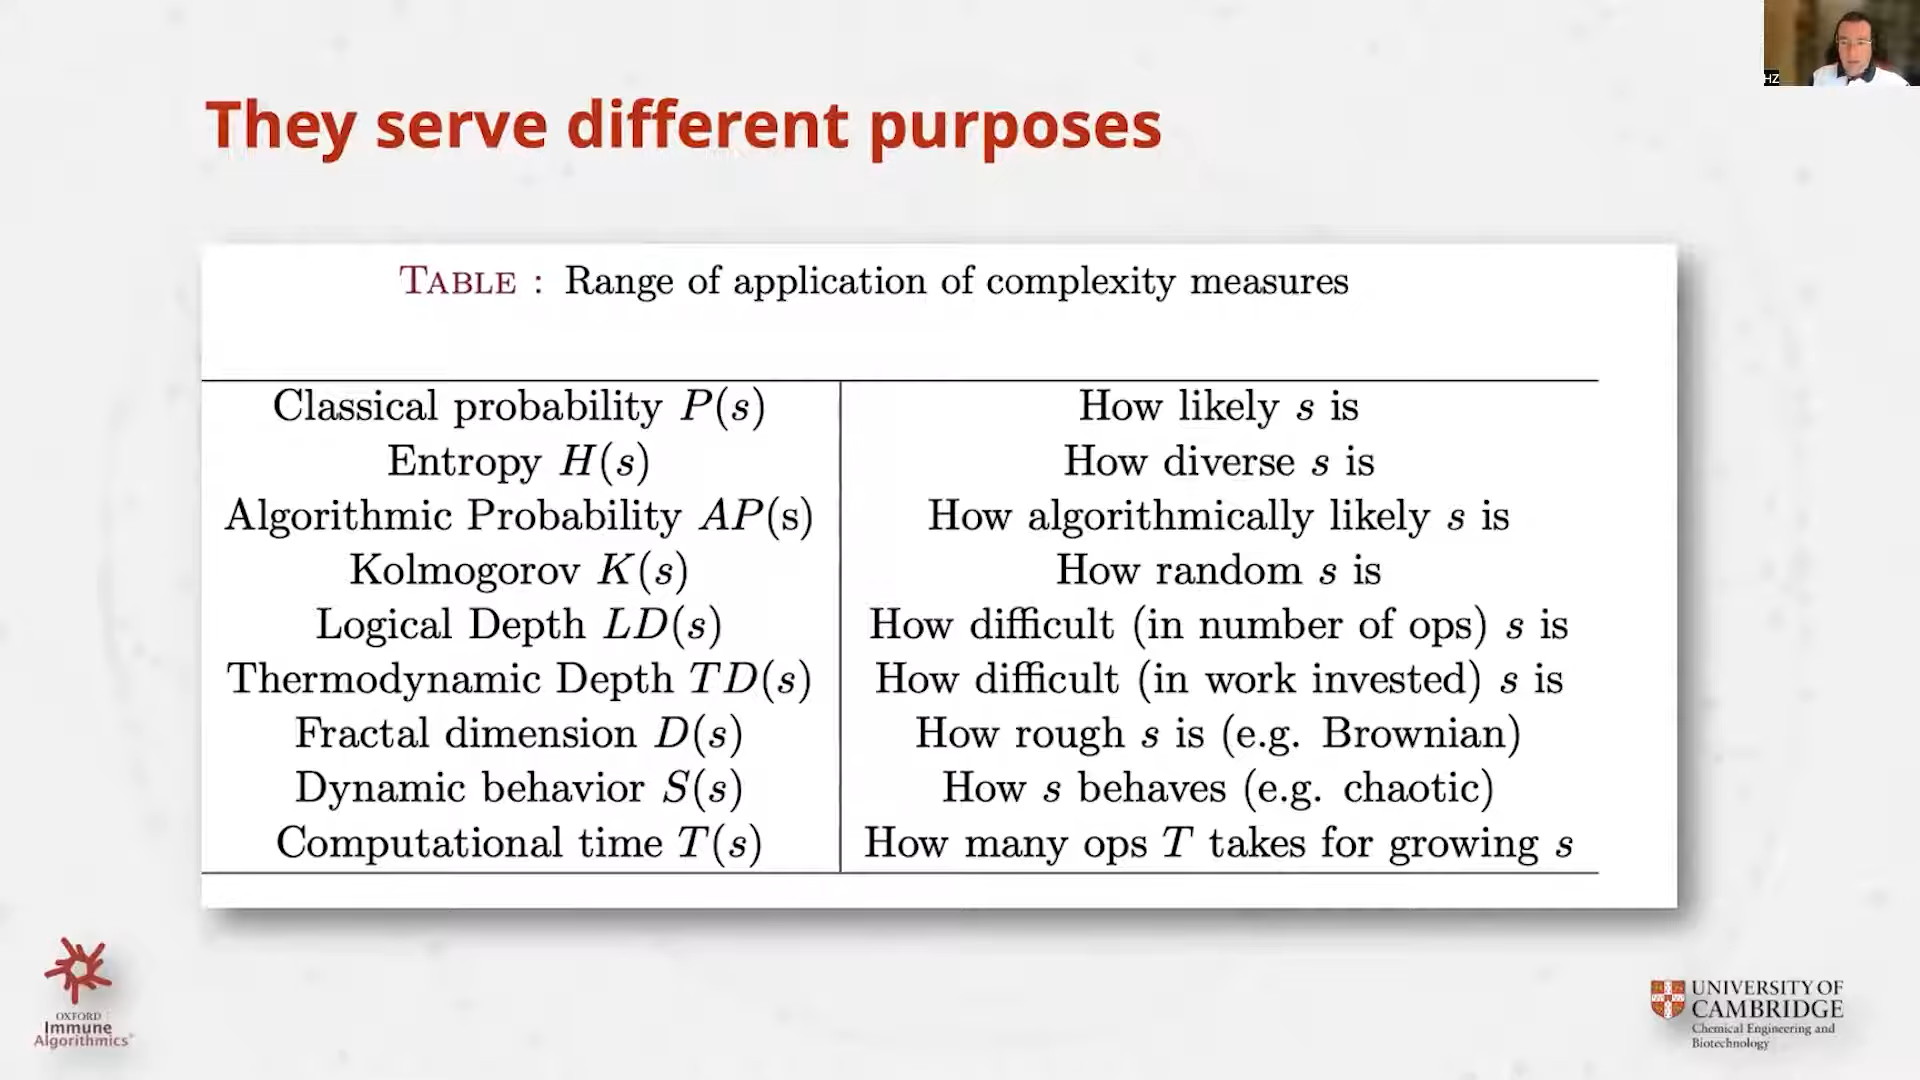 HZ
They serve different purposes
TABLE : Range of application of complexity measures
Classical probability P(s) How likely s is
Entropy H(s) How diverse s is
Algorithmic Probability AP(s) How algorithmically likely s is
Kolmogorov K(s) How random s is
Logical Depth LD(s) How difficult (in number of ops) s is
Thermodynamic Depth TD(s) How difficult (in work invested) s is
Fractal dimension D(s) How rough s is (e.g. Brownian)
Dynamic behavior S(s) How s behaves (e.g. chaotic)
Computational time T(s) How many ops T takes for growing s
OXFORD
Immune
Algorithmics
UNIVERSITY OF
CAMBRIDGE
Chemical Engineering and
Biotechnology